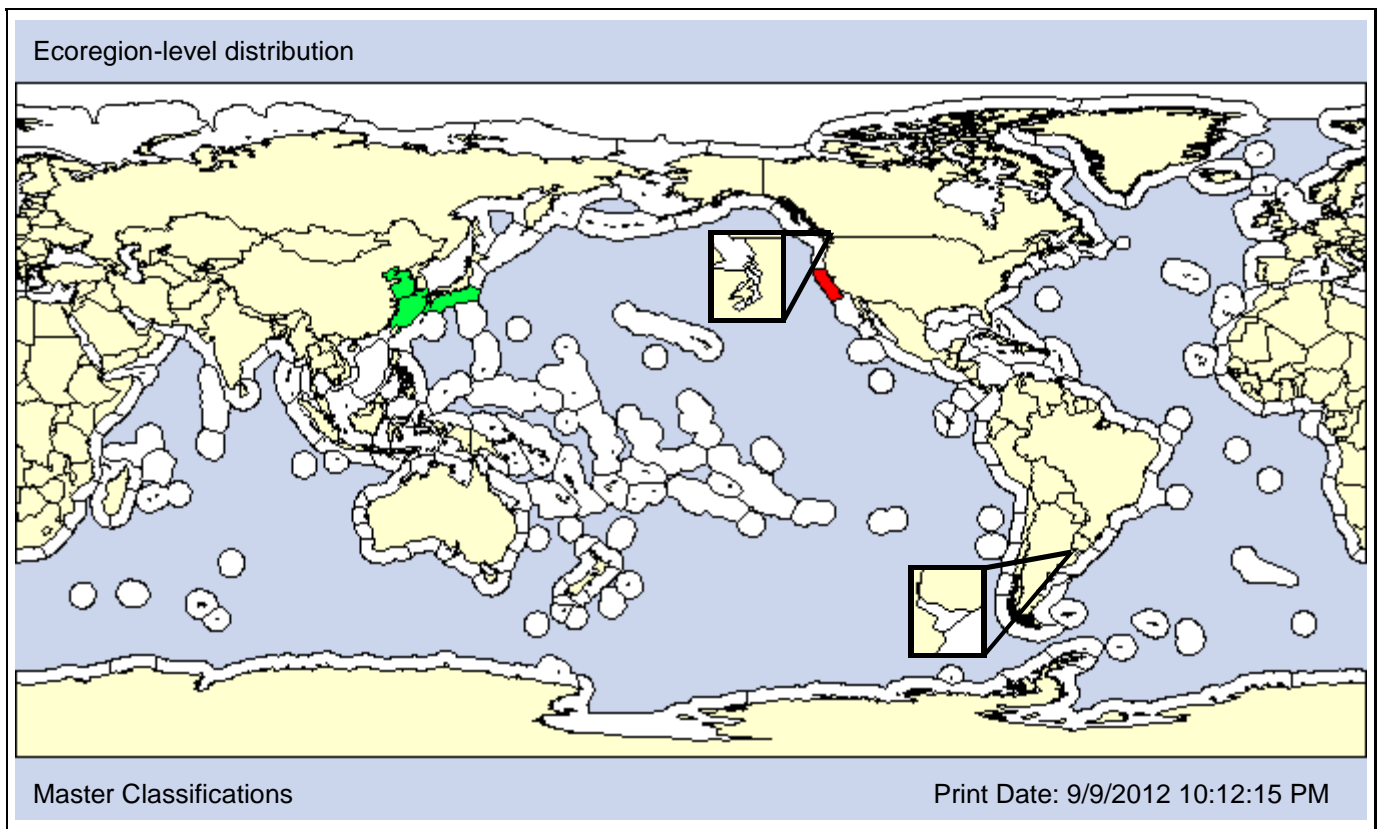 Ecoregion-level distribution
Master Classifications
Print Date: 9/9/2012 10:12:15 PM